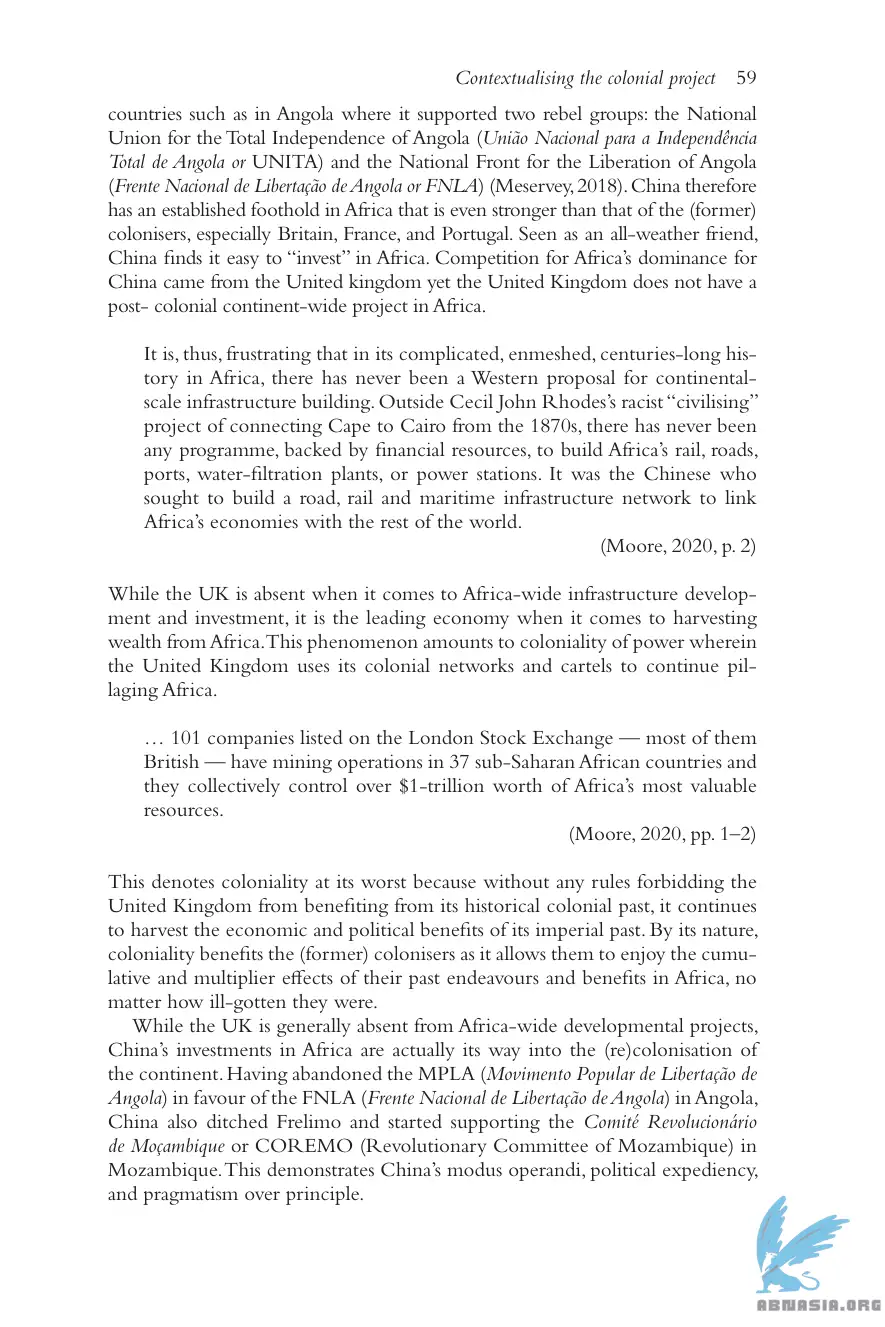 Contextualising the colonial project 59
countries such as in Angola where it supported two rebel groups: the National
Union for the Total Independence of Angola (União Nacional para a Independência
Total de Angola or UNITA) and the National Front for the Liberation of Angola
(Frente Nacional de Libertação de Angola or FNLA) (Meservey, 2018). China therefore
has an established foothold in Africa that is even stronger than that of the (former)
colonisers, especially Britain, France, and Portugal. Seen as an all-weather friend,
China finds it easy to “invest” in Africa. Competition for Africa’s dominance for
China came from the United kingdom yet the United Kingdom does not have a
post- colonial continent-wide project in Africa.
It is, thus, frustrating that in its complicated, enmeshed, centuries-long his-
tory in Africa, there has never been a Western proposal for continental-
scale infrastructure building. Outside Cecil John Rhodes’s racist “civilising”
project of connecting Cape to Cairo from the 1870s, there has never been
any programme, backed by financial resources, to build Africa’s rail, roads,
ports, water-filtration plants, or power stations. It was the Chinese who
sought to build a road, rail and maritime infrastructure network to link
Africa’s economies with the rest of the world.
(Moore, 2020, p. 2)
While the UK is absent when it comes to Africa-wide infrastructure develop-
ment and investment, it is the leading economy when it comes to harvesting
wealth from Africa. This phenomenon amounts to coloniality of power wherein
the United Kingdom uses its colonial networks and cartels to continue pil-
laging Africa.
… 101 companies listed on the London Stock Exchange — most of them
British — have mining operations in 37 sub-Saharan African countries and
they collectively control over $1-trillion worth of Africa’s most valuable
resources.
(Moore, 2020, pp. 1–2)
This denotes coloniality at its worst because without any rules forbidding the
United Kingdom from benefiting from its historical colonial past, it continues
to harvest the economic and political benefits of its imperial past. By its nature,
coloniality benefits the (former) colonisers as it allows them to enjoy the cumu-
lative and multiplier effects of their past endeavours and benefits in Africa, no
matter how ill-gotten they were.
While the UK is generally absent from Africa-wide developmental projects,
China’s investments in Africa are actually its way into the (re)colonisation of
the continent. Having abandoned the MPLA (Movimento Popular de Libertação de
Angola) in favour of the FNLA (Frente Nacional de Libertação de Angola) in Angola,
China also ditched Frelimo and started supporting the Comité Revolucionário
de Moçambique or COREMO (Revolutionary Committee of Mozambique) in
Mozambique. This demonstrates China’s modus operandi, political expediency,
and pragmatism over principle.
ABNASIA.ORG